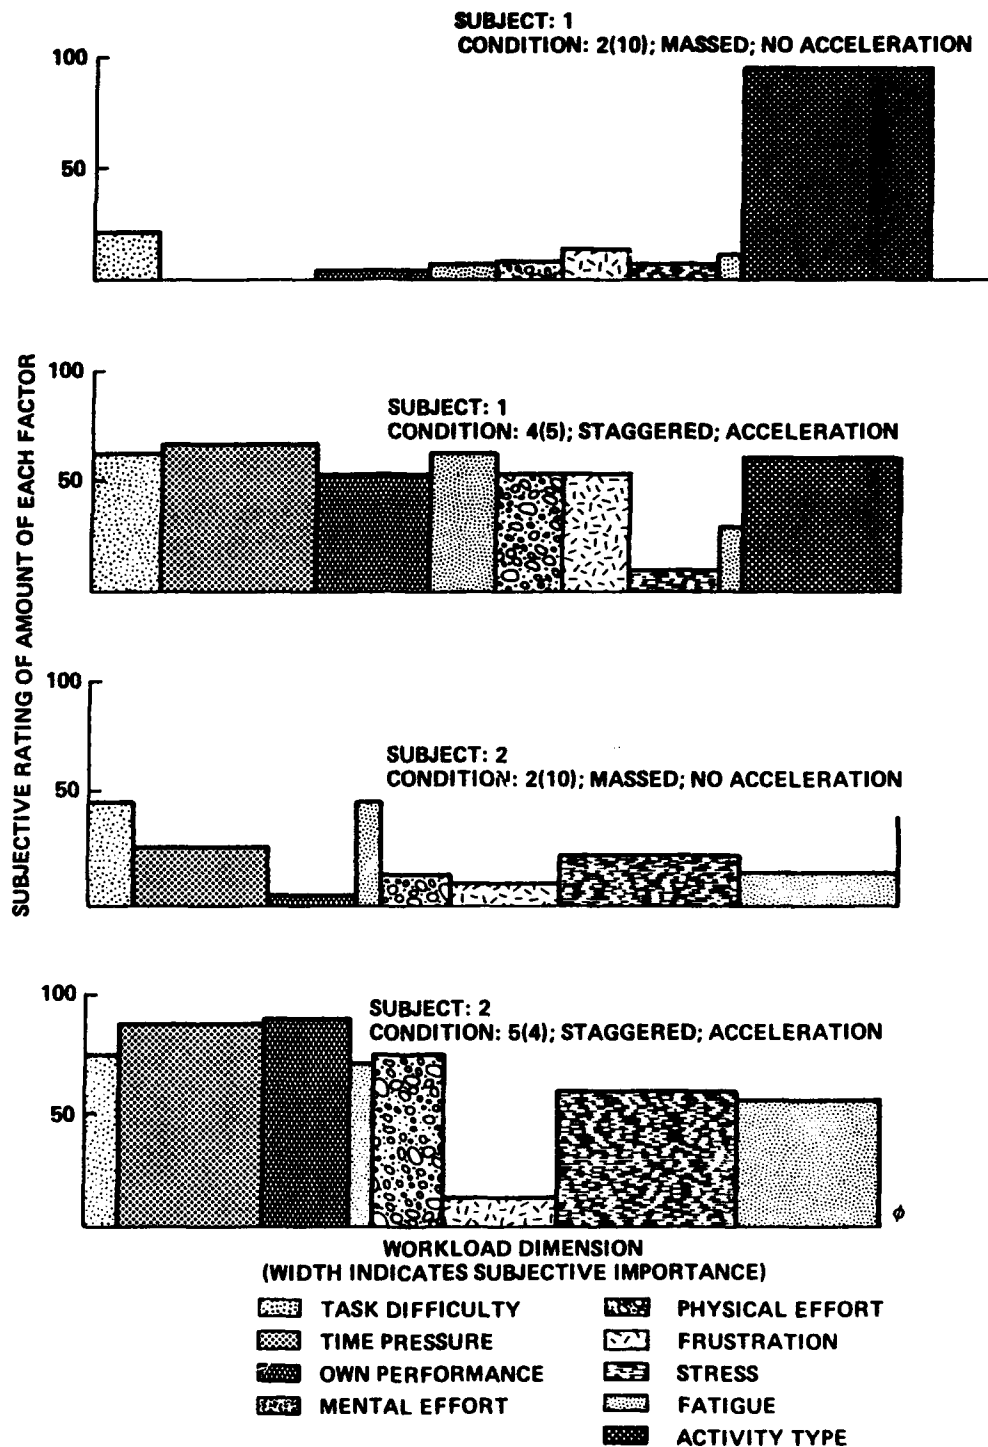 SUBJECT: 1
CONDITION: 2(10); MASSED; NO ACCELERATION
100
50
SUBJECTIVE RATING OF AMOUNT OF EACH FACTOR
100
50
SUBJECT: 1
CONDITION: 4(5); STAGGERED; ACCELERATION
100
50
SUBJECT: 2
CONDITION: 2(10); MASSED; NO ACCELERATION
100
50
SUBJECT: 2
CONDITION: 5(4); STAGGERED; ACCELERATION
ϕ
WORKLOAD DIMENSION
(WIDTH INDICATES SUBJECTIVE IMPORTANCE)
TASK DIFFICULTY
TIME PRESSURE
OWN PERFORMANCE
MENTAL EFFORT
PHYSICAL EFFORT
FRUSTRATION
STRESS
FATIGUE
ACTIVITY TYPE